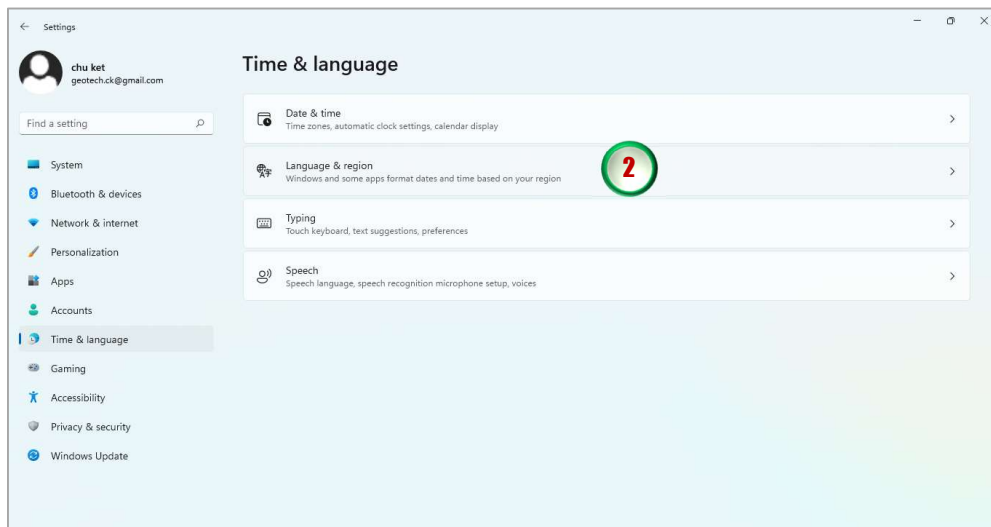 Settings
chu ket
geotech.ck@gmail.com
Find a setting
System
Bluetooth & devices
Network & internet
Personalization
Apps
Accounts
Time & language
Gaming
Accessibility
Privacy & security
Windows Update
Time & language
Date & time
Time zones, automatic clock settings, calendar display
Language & region
Windows and some apps format dates and time based on your region
2
Typing
Touch keyboard, text suggestions, preferences
Speech
Speech language, speech recognition microphone setup, voices